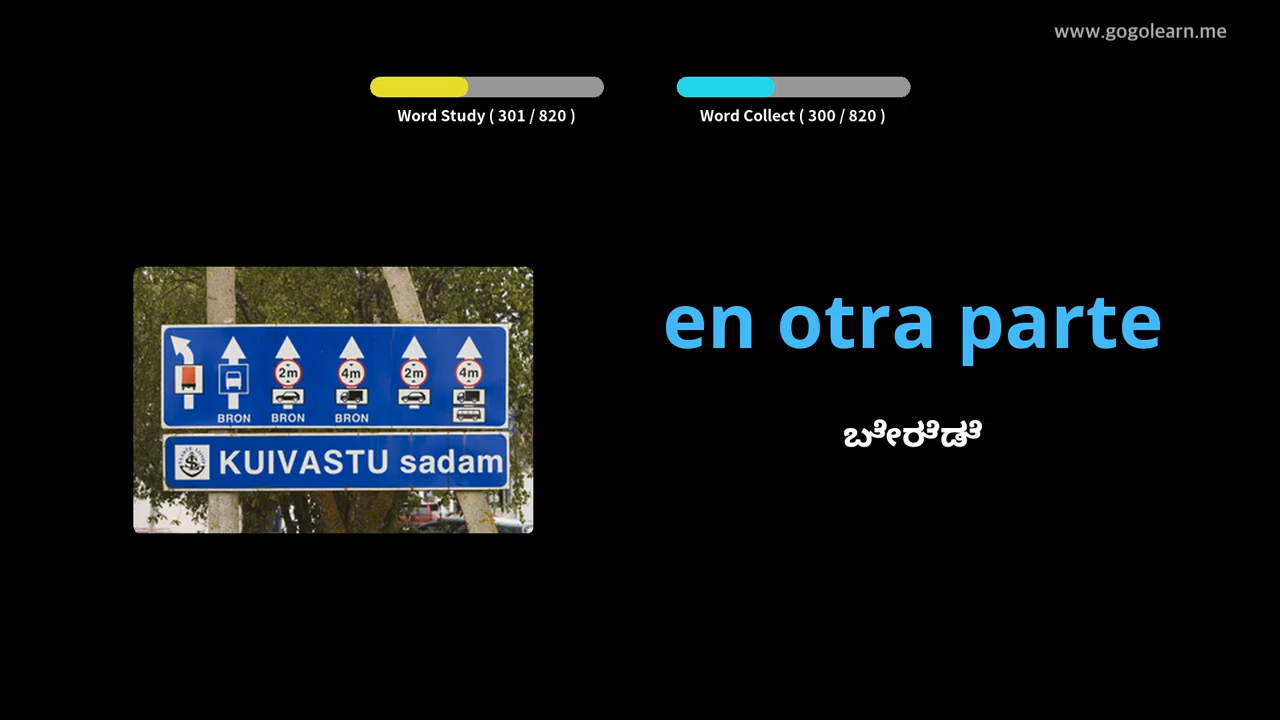 www.gogolearn.me
Word Study ( 301 / 820 )
Word Collect ( 300 / 820 )
en otra parte
ಬೇರೆಡೆ
2m
4m
2m
4m
BRON
BRON
BRON
KUIVASTU sadam